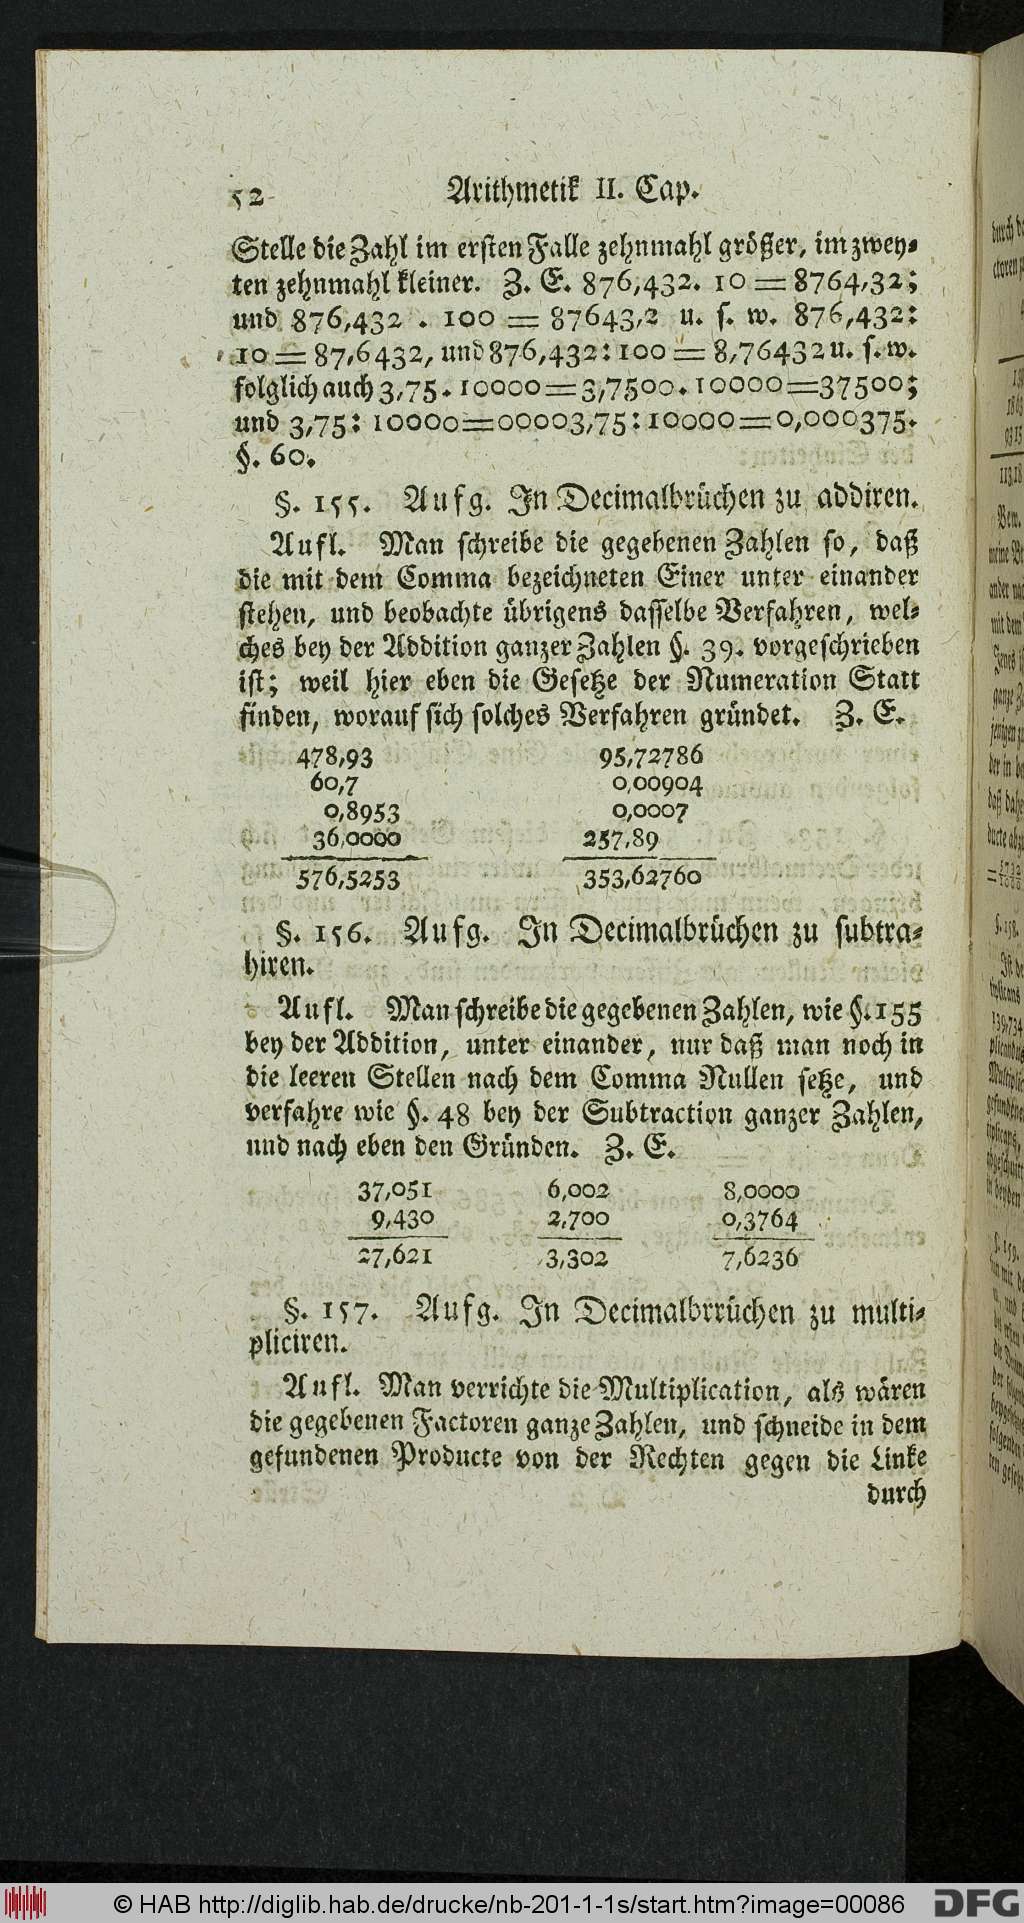 52 Arithmetik II. Cap.
Stelle die Zahl im ersten Falle zehnmahl größer, im zwey-
ten zehnmahl kleiner. Z. E. 876,432. 10 = 8764,32;
und 876,432 . 100 = 87643,2 u. s. w. 876,432:
10 = 87,6432, und 876,432: 100 = 8,76432 u. s. w.
folglich auch 3,75. 10000 = 3,7500. 10000 = 37500;
und 3,75: 10000 = 00003,75: 10000 = 0,000375.
§. 60.
§. 155. Aufg. In Decimalbrüchen zu addiren.
Aufl. Man schreibe die gegebenen Zahlen so, daß
die mit dem Comma bezeichneten Einer unter einander
stehen, und beobachte übrigens dasselbe Verfahren, wel-
ches bey der Addition ganzer Zahlen §. 39. vorgeschrieben
ist; weil hier eben die Gesetze der Numeration Statt
finden, worauf sich solches Verfahren gründet. Z. E.
478,93 95,72786
60,7 0,00904
0,8953 0,0007
36,0000 257,89
576,5253 353,62760
§. 156. Aufg. In Decimalbrüchen zu subtra-
hiren.
Aufl. Man schreibe die gegebenen Zahlen, wie §. 155
bey der Addition, unter einander, nur daß man noch in
die leeren Stellen nach dem Comma Nullen setze, und
verfahre wie §. 48 bey der Subtraction ganzer Zahlen,
und nach eben den Gründen. Z. E.
37,051 6,002 8,0000
9,430 2,700 0,3764
27,621 3,302 7,6236
§. 157. Aufg. In Decimalbrrüchen zu multi-
pliciren.
Aufl. Man verrichte die Multiplication, als wären
die gegebenen Factoren ganze Zahlen, und schneide in dem
gefundenen Producte von der Rechten gegen die Linke
durch
© HAB http://diglib.hab.de/drucke/nb-201-1-1s/start.htm?image=00086 DFG